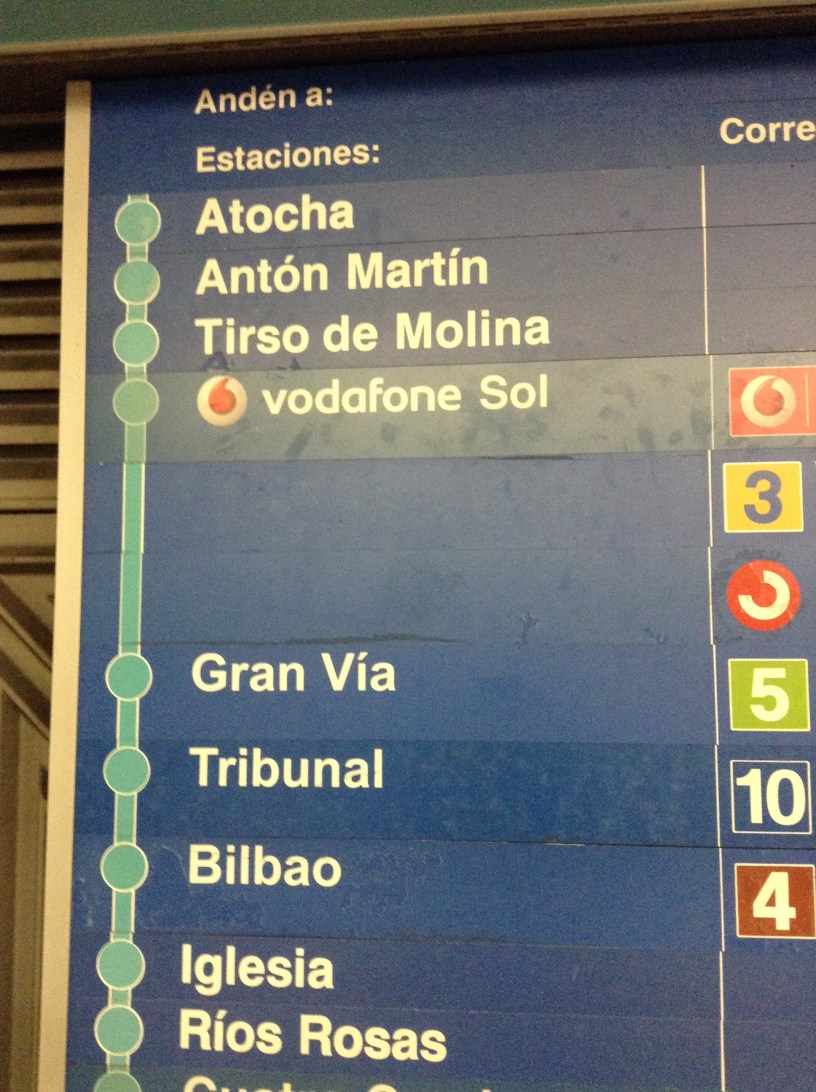 Andén a:
Corre
Estaciones:
Atocha
Antón Martín
Tirso de Molina
vodafone Sol
3
Gran Vía
5
Tribunal
10
Bilbao
4
Iglesia
Ríos Rosas